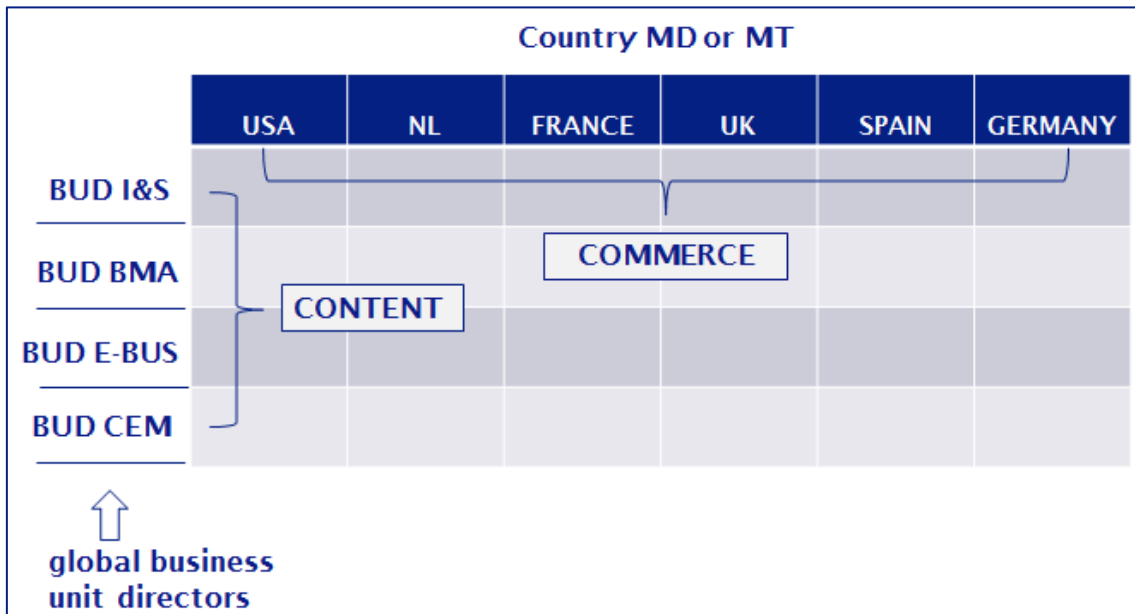 Country MD or MT
USA NL FRANCE UK SPAIN GERMANY
BUD I&S
COMMERCE
BUD BMA
CONTENT
BUD E-BUS
BUD CEM
global business
unit directors